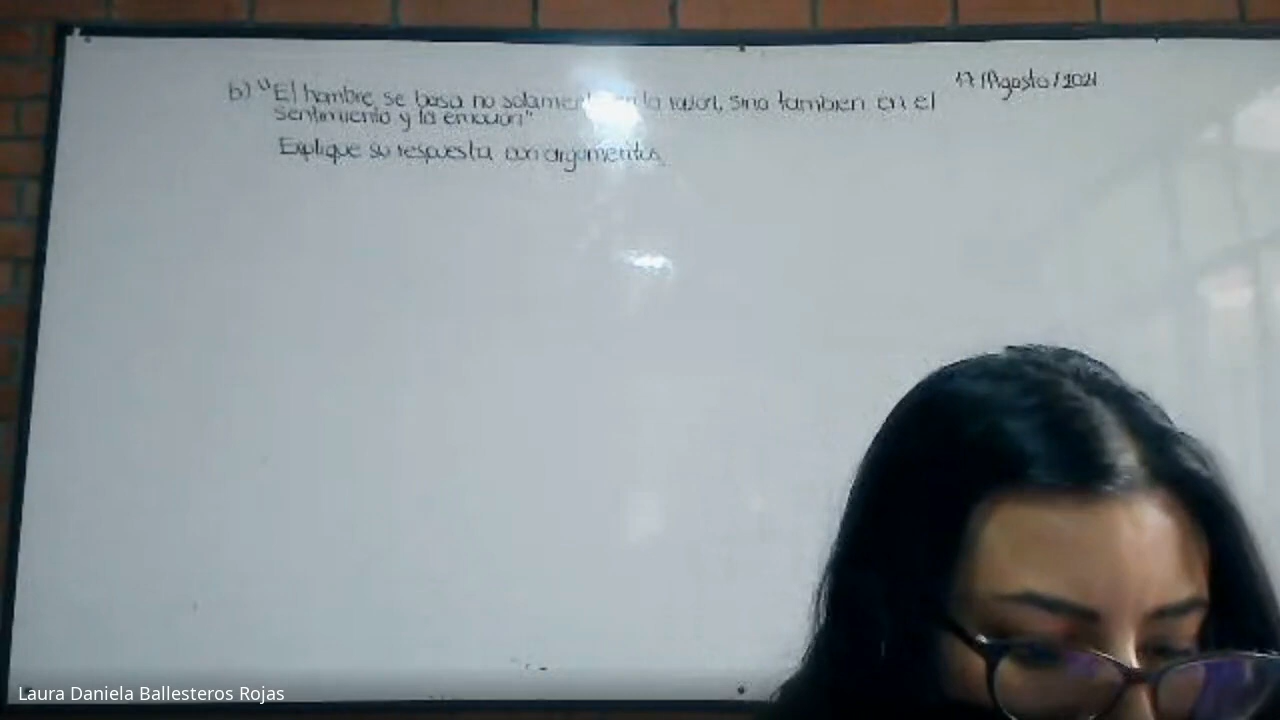 17 / Agosto / 2021
b) "El hombre, se basa no solamente en la razon, sino tambien en el
sentimiento y la emocion"
Explique su respuesta con argumentos.
Laura Daniela Ballesteros Rojas